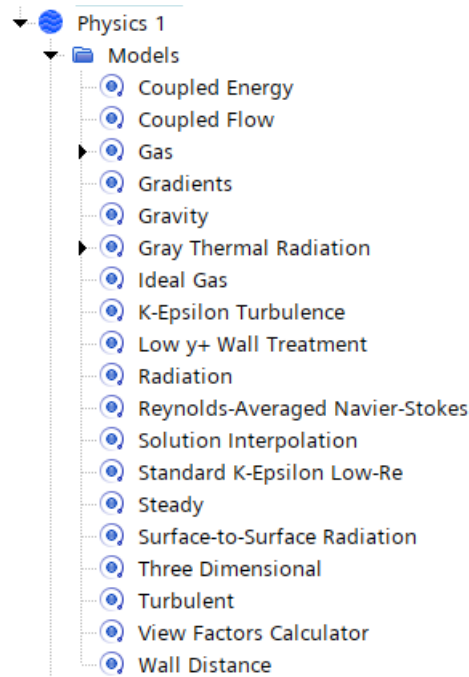 Physics 1
Models
Coupled Energy
Coupled Flow
Gas
Gradients
Gravity
Gray Thermal Radiation
Ideal Gas
K-Epsilon Turbulence
Low y+ Wall Treatment
Radiation
Reynolds-Averaged Navier-Stokes
Solution Interpolation
Standard K-Epsilon Low-Re
Steady
Surface-to-Surface Radiation
Three Dimensional
Turbulent
View Factors Calculator
Wall Distance